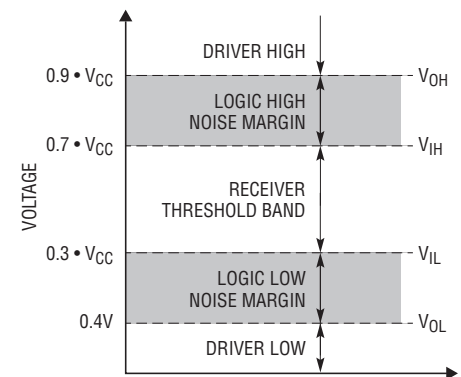 DRIVER HIGH
0.9 • VCC
VOH
LOGIC HIGH
NOISE MARGIN
0.7 • VCC
VIH
VOLTAGE
RECEIVER
THRESHOLD BAND
0.3 • VCC
VIL
LOGIC LOW
NOISE MARGIN
0.4V
VOL
DRIVER LOW